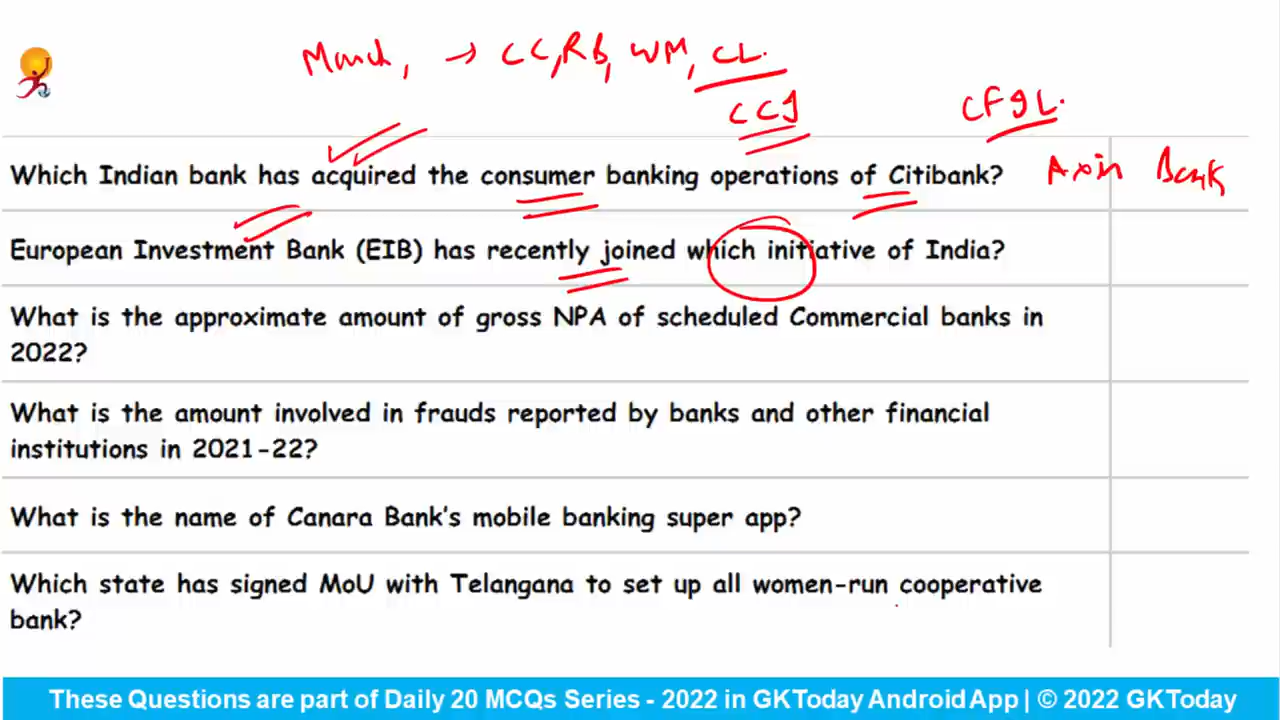 March, → CC, RB, WM, CL.
CCI
CFIL.
Which Indian bank has acquired the consumer banking operations of Citibank? Axis Bank
European Investment Bank (EIB) has recently joined which initiative of India?
What is the approximate amount of gross NPA of scheduled Commercial banks in
2022?
What is the amount involved in frauds reported by banks and other financial
institutions in 2021-22?
What is the name of Canara Bank's mobile banking super app?
Which state has signed MoU with Telangana to set up all women-run cooperative
bank?
These Questions are part of Daily 20 MCQs Series - 2022 in GKToday Android App | © 2022 GKToday